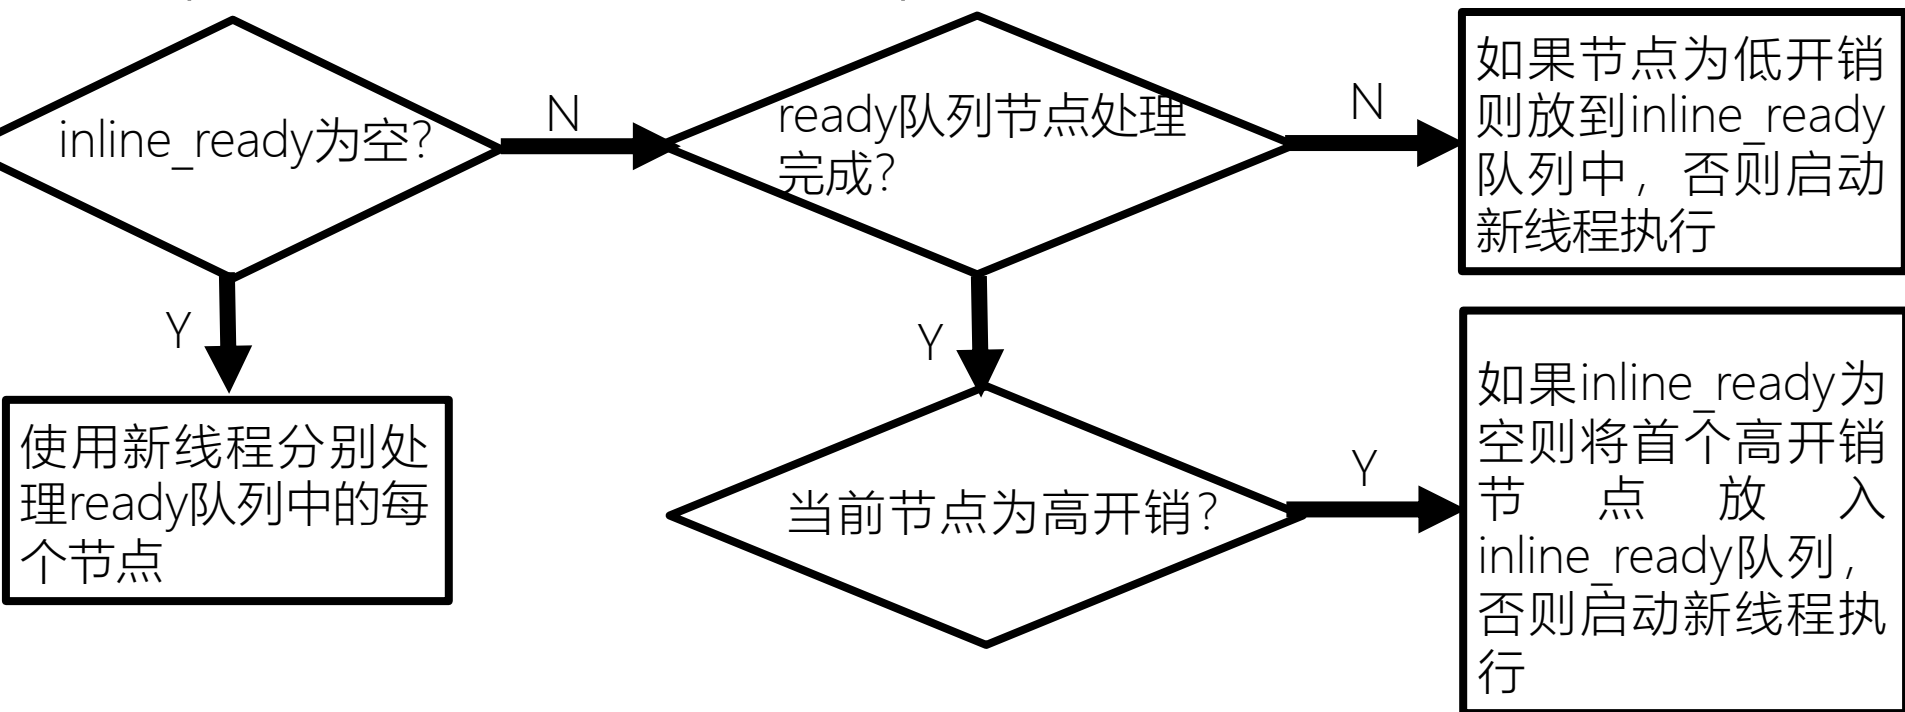 inline_ready为空?
N
ready队列节点处理
完成?
N
如果节点为低开销
则放到inline_ready
队列中，否则启动
新线程执行
Y
使用新线程分别处
理ready队列中的每
个节点
Y
当前节点为高开销?
Y
如果inline_ready为
空则将首个高开销
节点放入
inline_ready队列，
否则启动新线程执
行